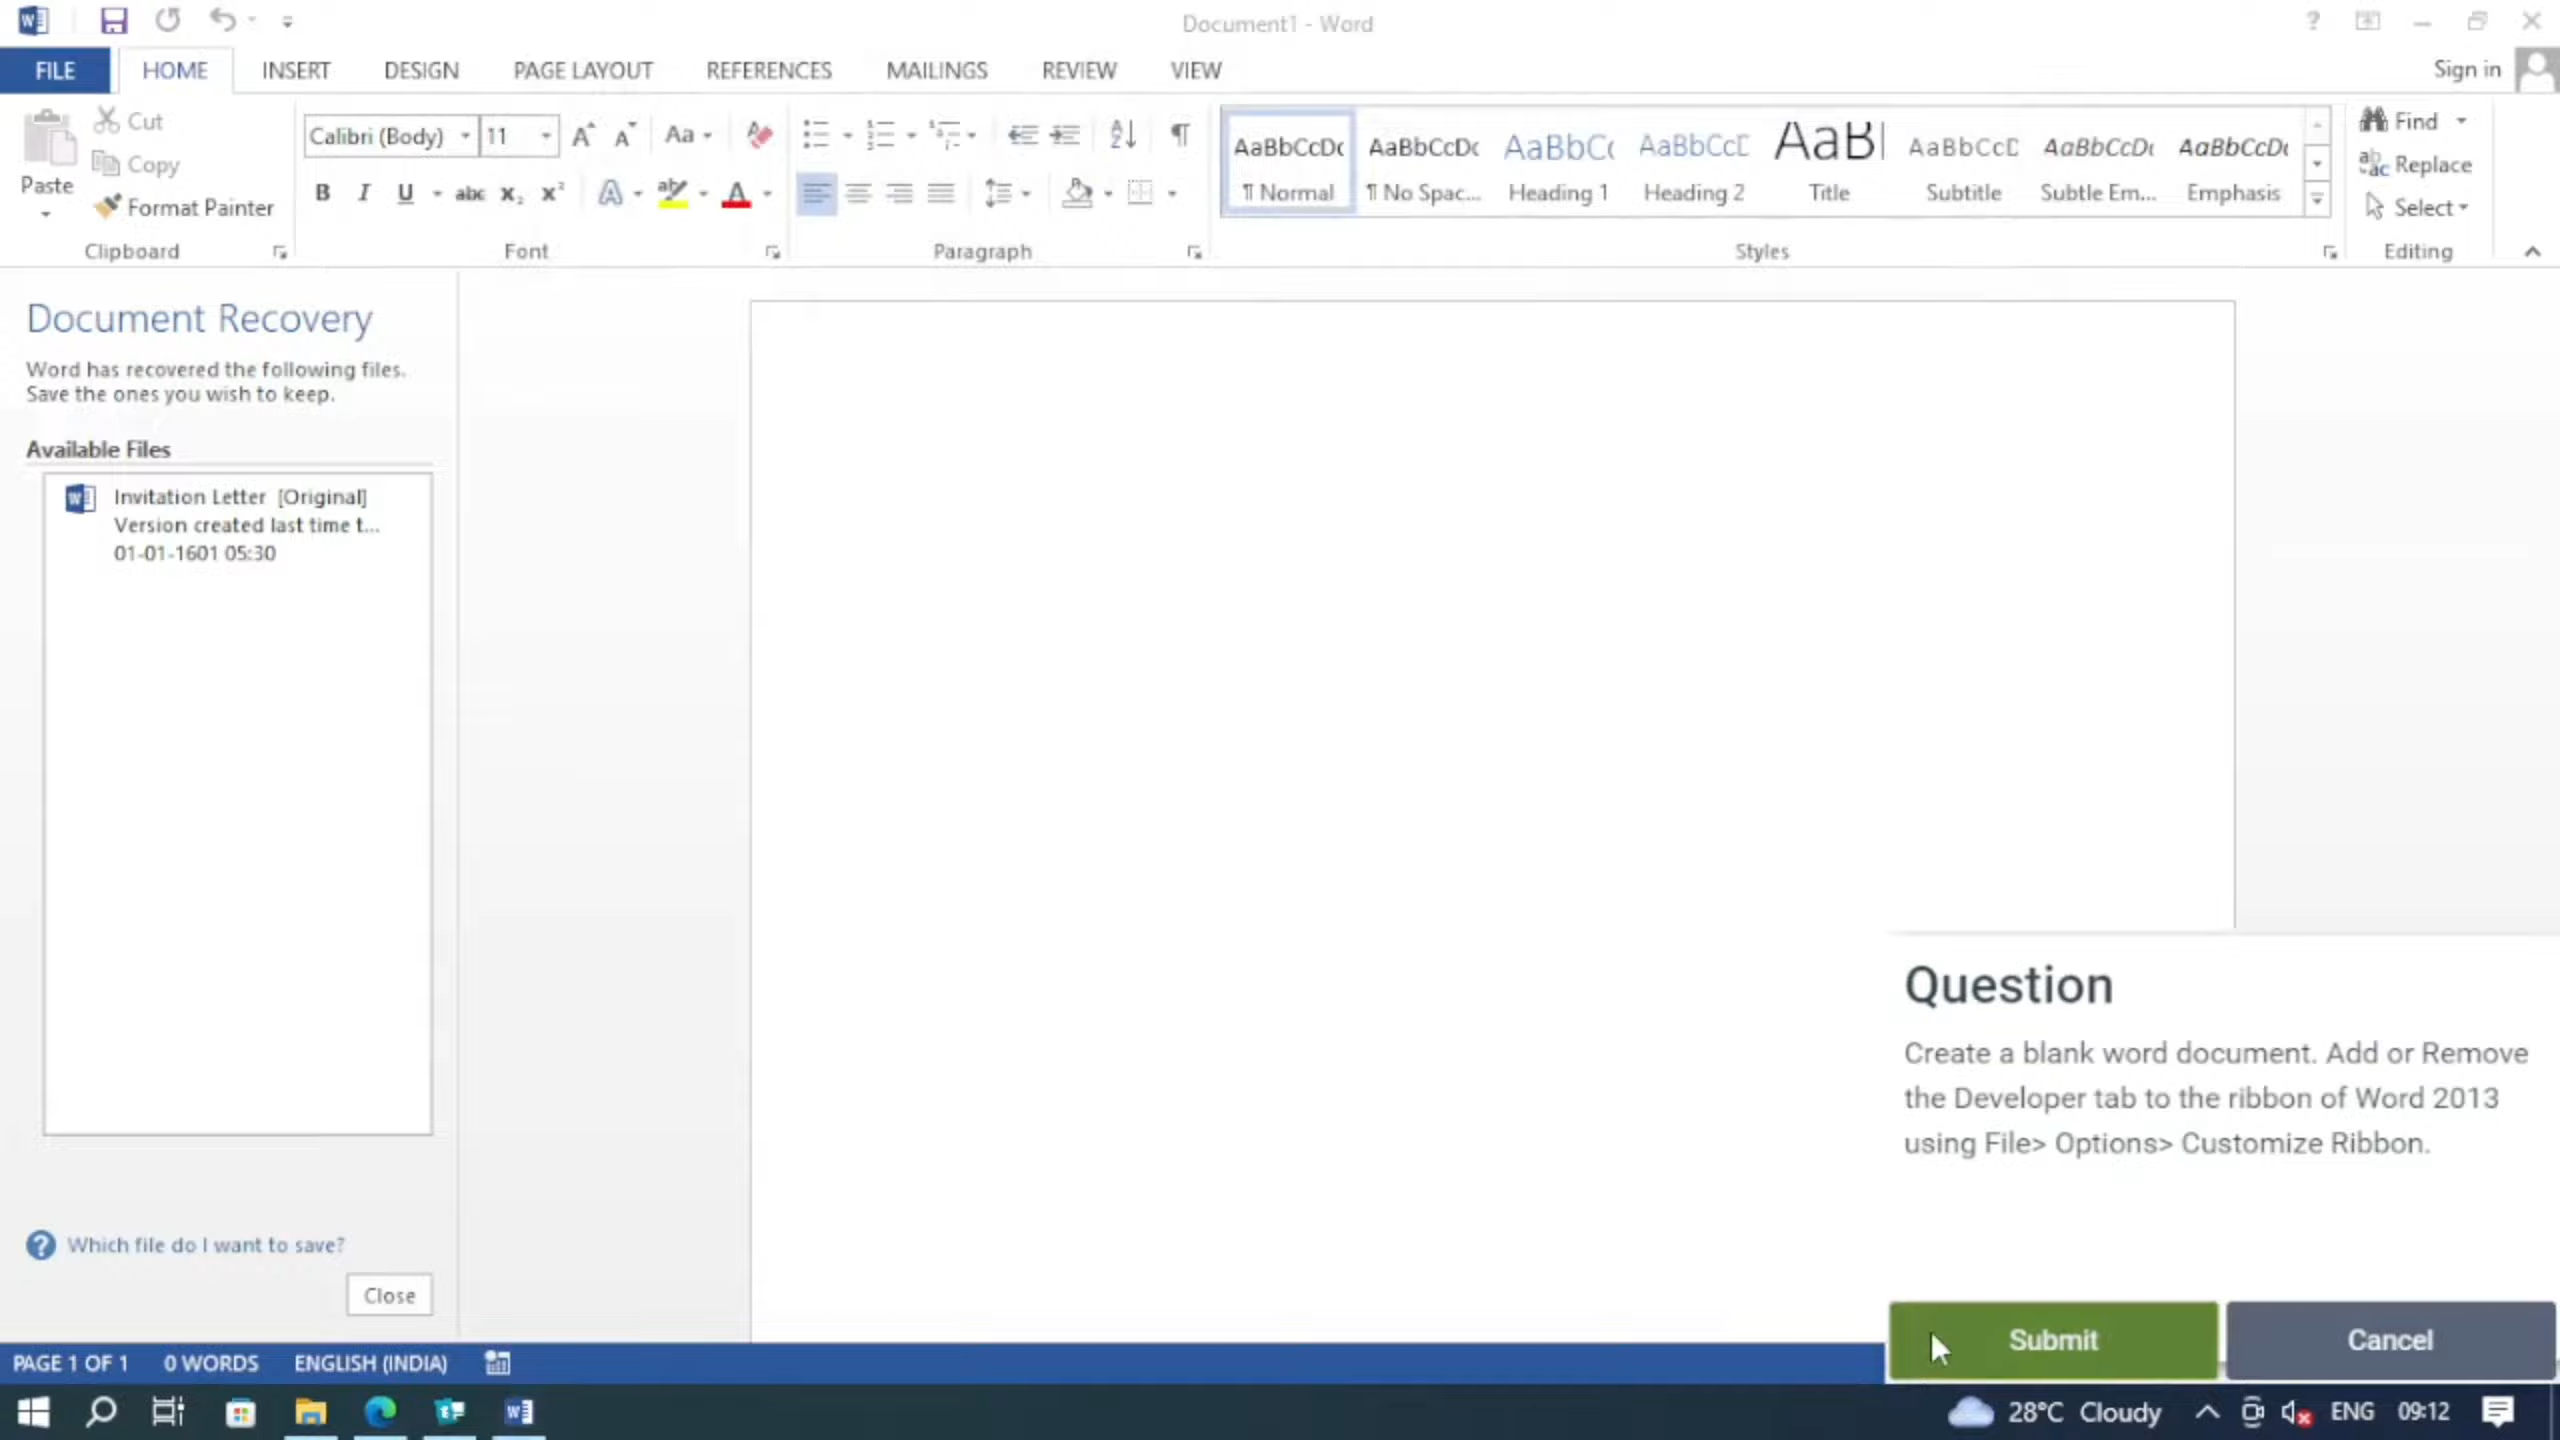 Document1 - Word
FILE HOME INSERT DESIGN PAGE LAYOUT REFERENCES MAILINGS REVIEW VIEW Sign in
Paste
Cut
Copy
Format Painter
Clipboard
Calibri (Body) 11
Font
Paragraph
AaBbCcDc AaBbCcDc AaBbC( AaBbCcD AaB AaBbCcD AaBbCcDc AaBbCcDc
¶ Normal ¶ No Spac... Heading 1 Heading 2 Title Subtitle Subtle Em... Emphasis
Styles
Find
Replace
Select
Editing
Document Recovery
Word has recovered the following files.
Save the ones you wish to keep.
Available Files
Invitation Letter [Original]
Version created last time t...
01-01-1601 05:30
Which file do I want to save?
Close
Question
Create a blank word document. Add or Remove
the Developer tab to the ribbon of Word 2013
using File> Options> Customize Ribbon.
Submit Cancel
PAGE 1 OF 1 0 WORDS ENGLISH (INDIA)
28°C Cloudy ENG 09:12